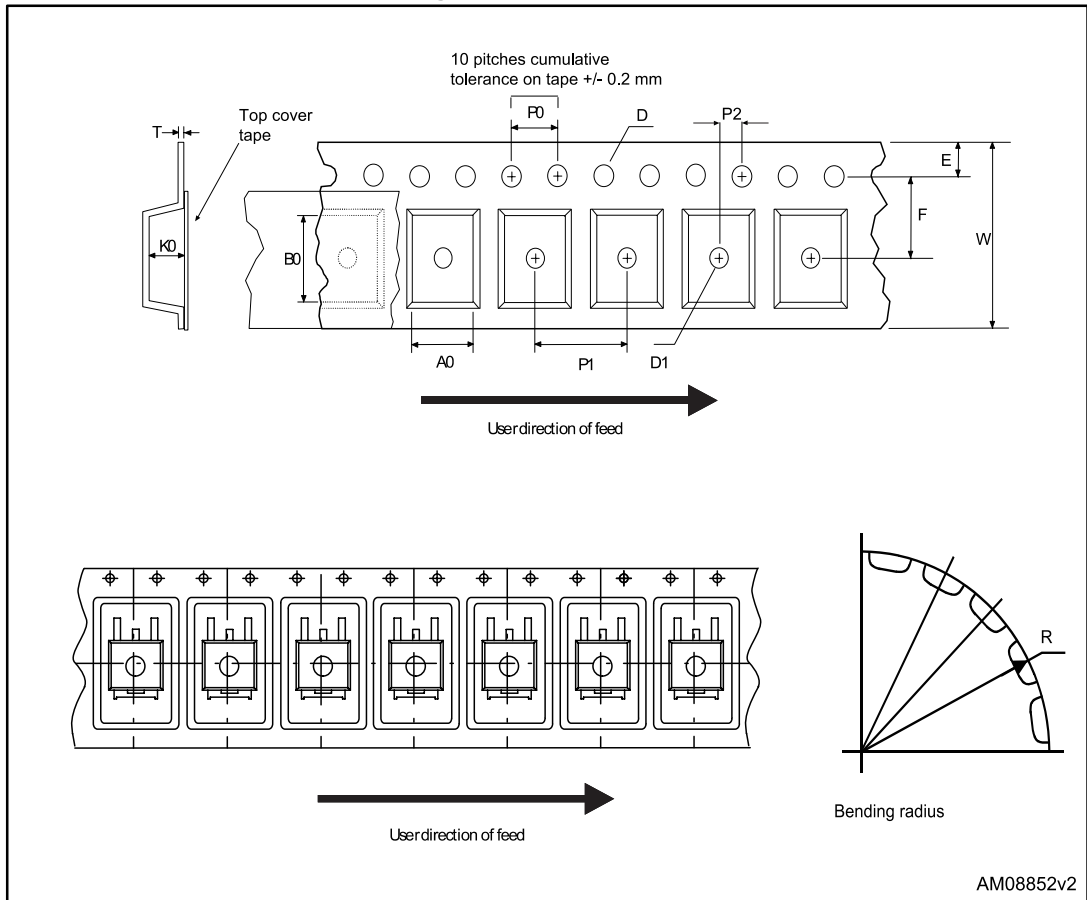 10 pitches cumulative
tolerance on tape +/- 0.2 mm
P0
D
P2
T
Top cover
tape
E
F
W
K0
B0
A0
P1
D1
User direction of feed
R
Bending radius
User direction of feed
AM08852v2